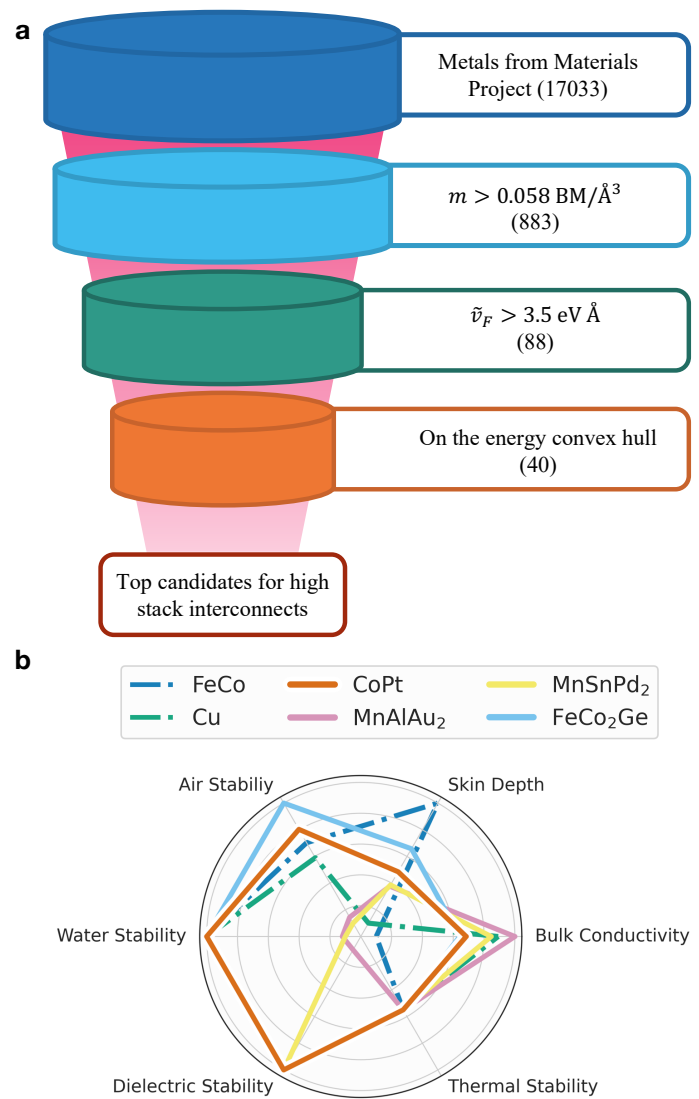 a
Metals from Materials
Project (17033)
m > 0.058 BM/Å³
(883)
ṽ_F > 3.5 eV Å
(88)
On the energy convex hull
(40)
Top candidates for high
stack interconnects
b
FeCo CoPt MnSnPd₂
Cu MnAlAu₂ FeCo₂Ge
Air Stabiliy Skin Depth
Water Stability Bulk Conductivity
Dielectric Stability Thermal Stability